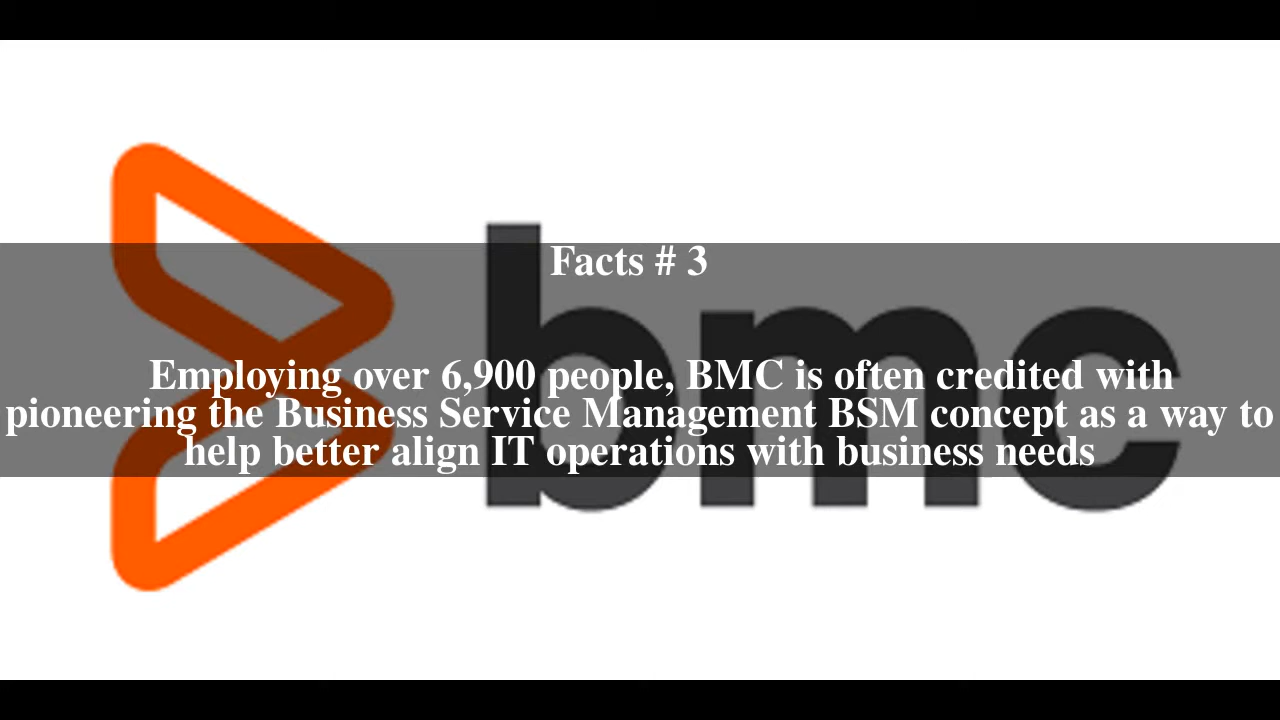 Facts # 3
bmc
Employing over 6,900 people, BMC is often credited with
pioneering the Business Service Management BSM concept as a way to
help better align IT operations with business needs